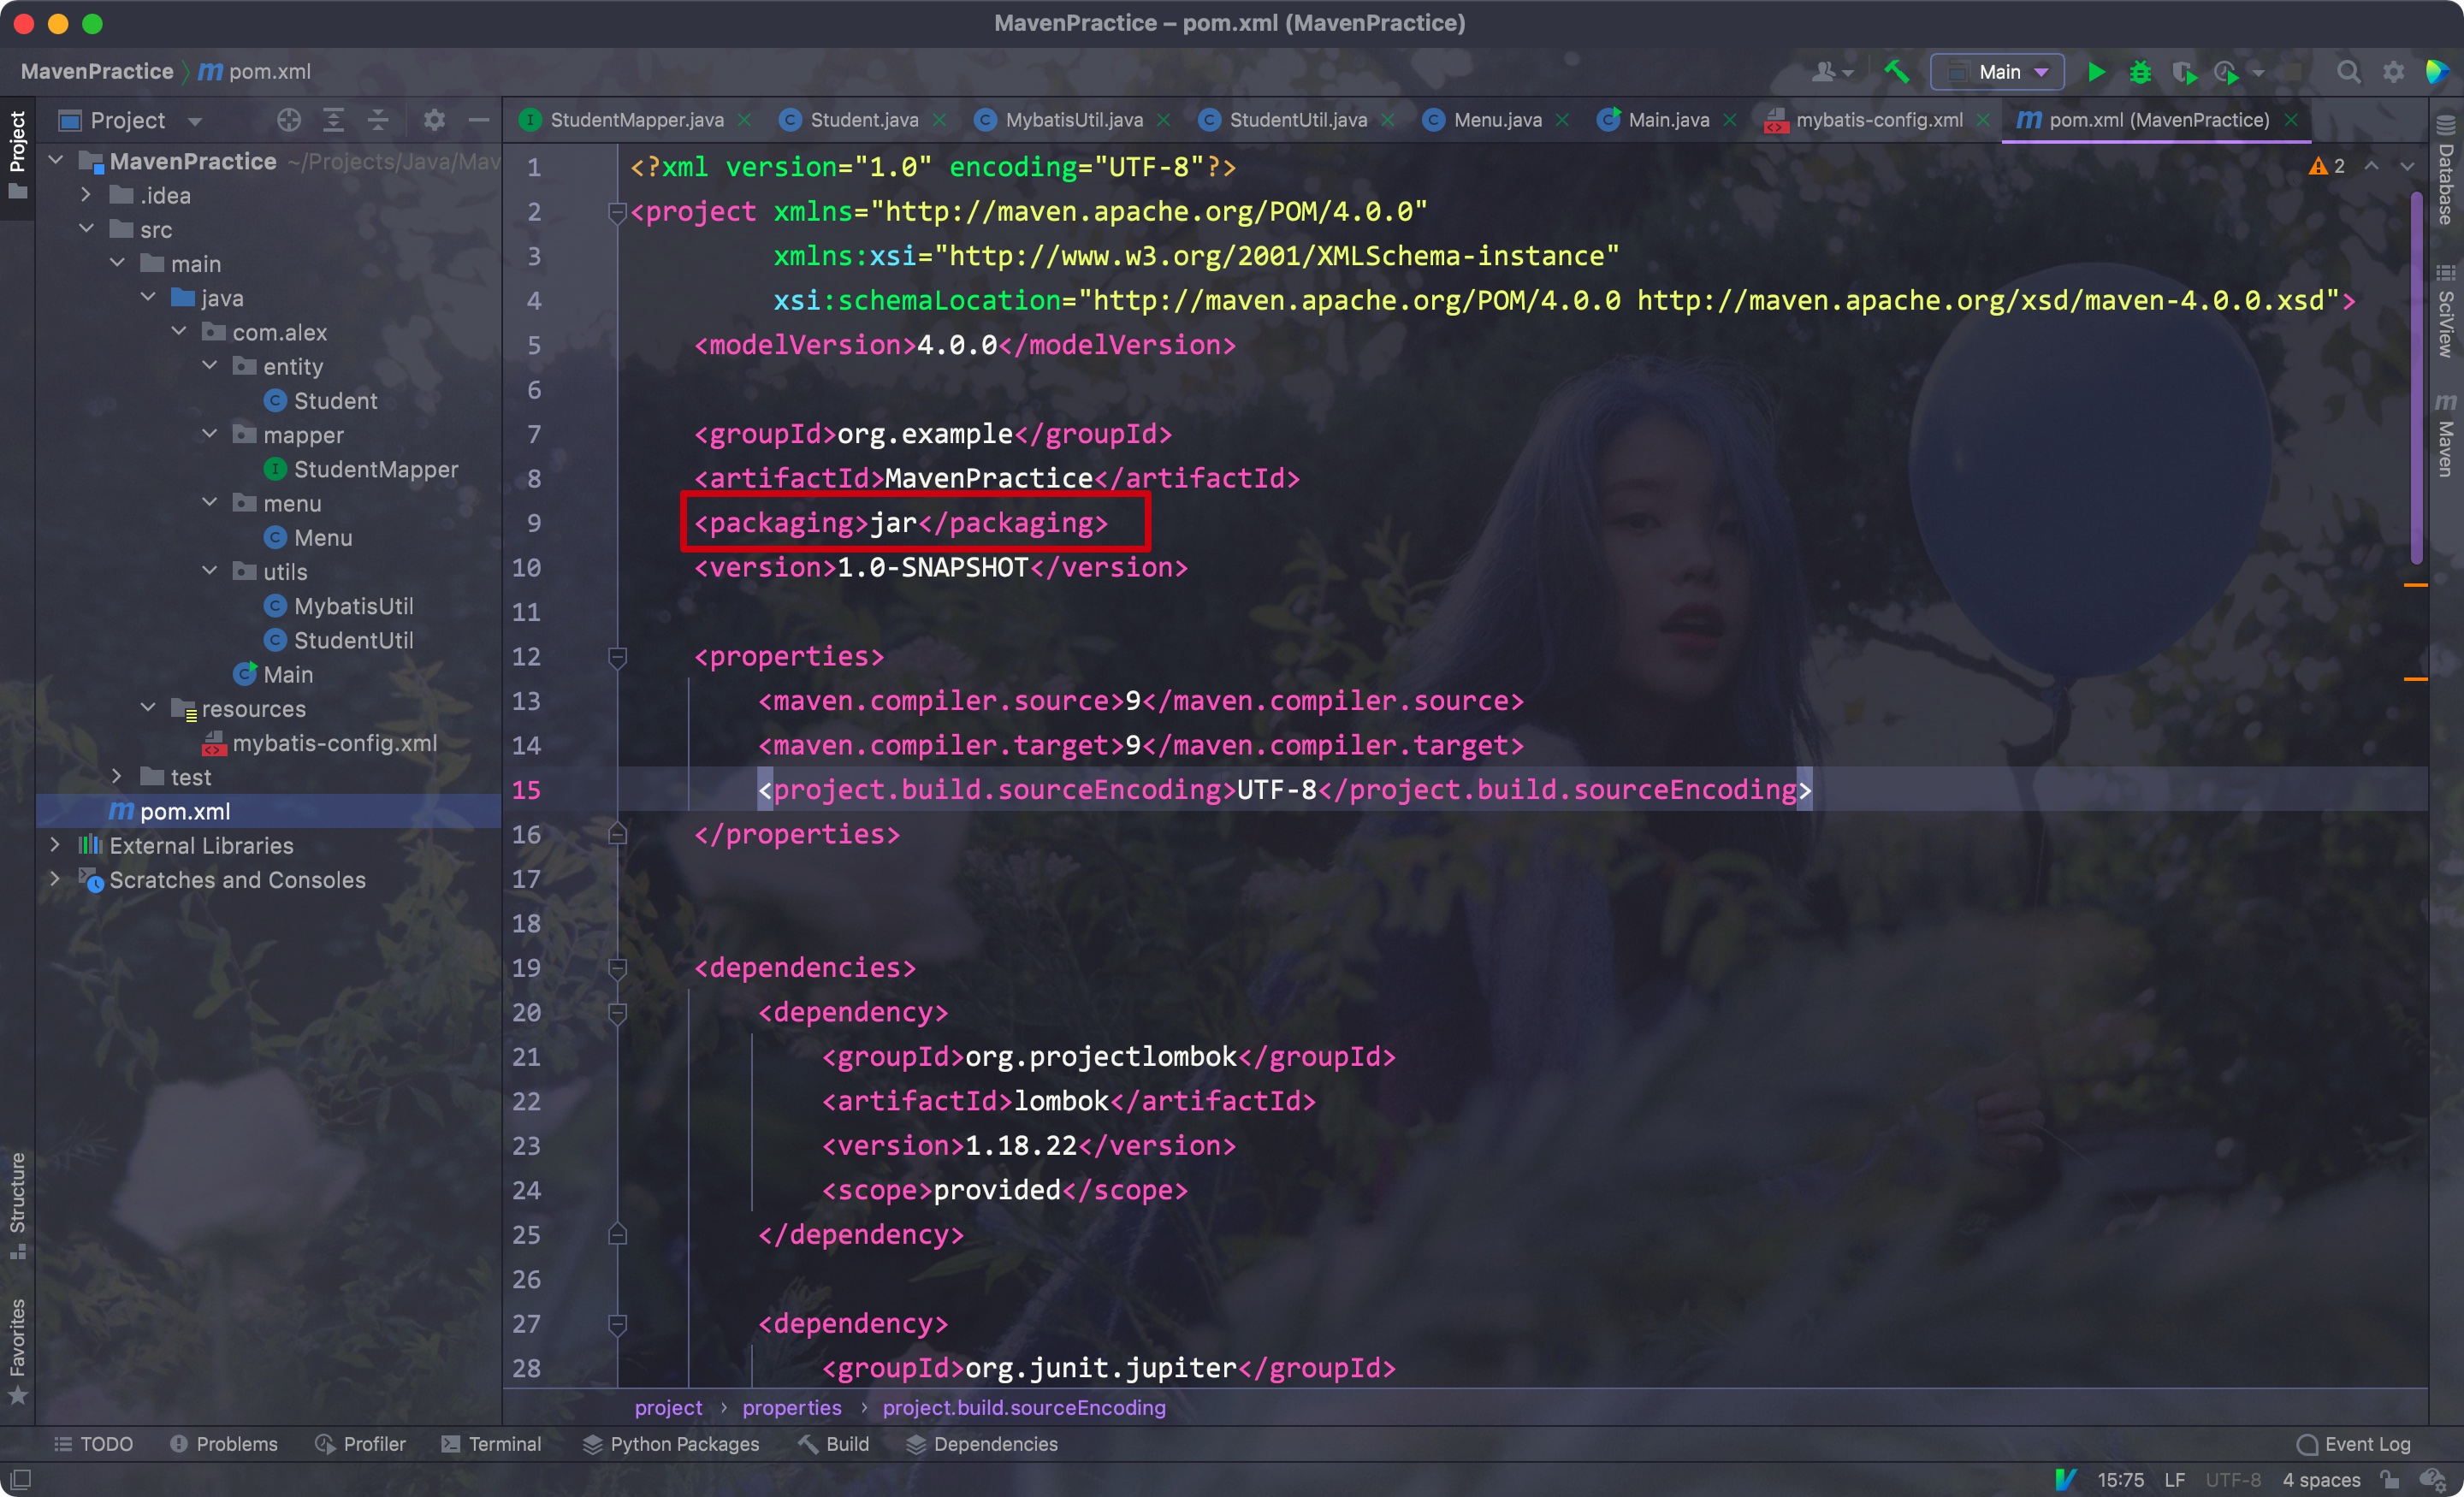 MavenPractice – pom.xml (MavenPractice)
MavenPractice pom.xml
Main
Project
Project
MavenPractice ~/Projects/Java/Mav
.idea
src
main
java
com.alex
entity
Student
mapper
StudentMapper
menu
Menu
utils
MybatisUtil
StudentUtil
Main
resources
mybatis-config.xml
test
pom.xml
External Libraries
Scratches and Consoles
Structure
Favorites
StudentMapper.java Student.java MybatisUtil.java StudentUtil.java Menu.java Main.java mybatis-config.xml pom.xml (MavenPractice)
2
1 <?xml version="1.0" encoding="UTF-8"?>
2 <project xmlns="http://maven.apache.org/POM/4.0.0"
3 xmlns:xsi="http://www.w3.org/2001/XMLSchema-instance"
4 xsi:schemaLocation="http://maven.apache.org/POM/4.0.0 http://maven.apache.org/xsd/maven-4.0.0.xsd">
5 <modelVersion>4.0.0</modelVersion>
6
7 <groupId>org.example</groupId>
8 <artifactId>MavenPractice</artifactId>
9 <packaging>jar</packaging>
10 <version>1.0-SNAPSHOT</version>
11
12 <properties>
13 <maven.compiler.source>9</maven.compiler.source>
14 <maven.compiler.target>9</maven.compiler.target>
15 <project.build.sourceEncoding>UTF-8</project.build.sourceEncoding>
16 </properties>
17
18
19 <dependencies>
20 <dependency>
21 <groupId>org.projectlombok</groupId>
22 <artifactId>lombok</artifactId>
23 <version>1.18.22</version>
24 <scope>provided</scope>
25 </dependency>
26
27 <dependency>
28 <groupId>org.junit.jupiter</groupId>
project › properties › project.build.sourceEncoding
Database
SciView
Maven
TODO Problems Profiler Terminal Python Packages Build Dependencies Event Log
15:75 LF UTF-8 4 spaces